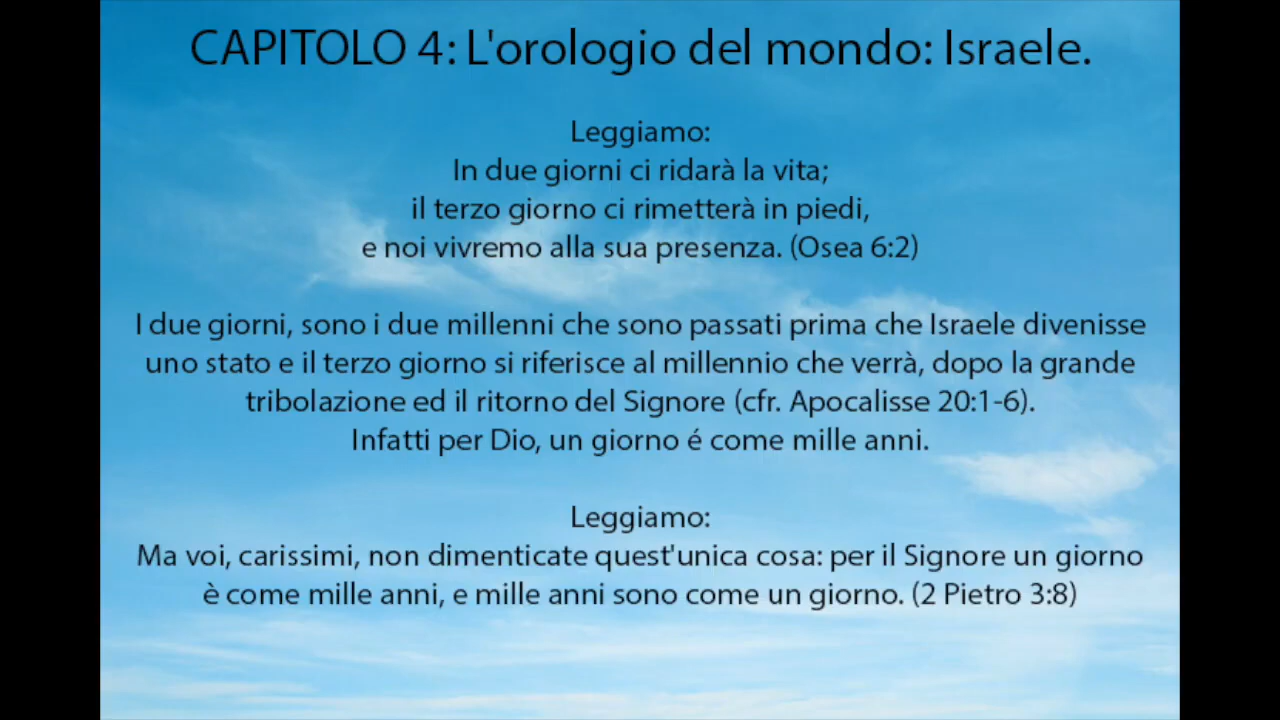 CAPITOLO 4: L'orologio del mondo: Israele.
Leggiamo:
In due giorni ci ridarà la vita;
il terzo giorno ci rimetterà in piedi,
e noi vivremo alla sua presenza. (Osea 6:2)
I due giorni, sono i due millenni che sono passati prima che Israele divenisse
uno stato e il terzo giorno si riferisce al millennio che verrà, dopo la grande
tribolazione ed il ritorno del Signore (cfr. Apocalisse 20:1-6).
Infatti per Dio, un giorno é come mille anni.
Leggiamo:
Ma voi, carissimi, non dimenticate quest'unica cosa: per il Signore un giorno
è come mille anni, e mille anni sono come un giorno. (2 Pietro 3:8)